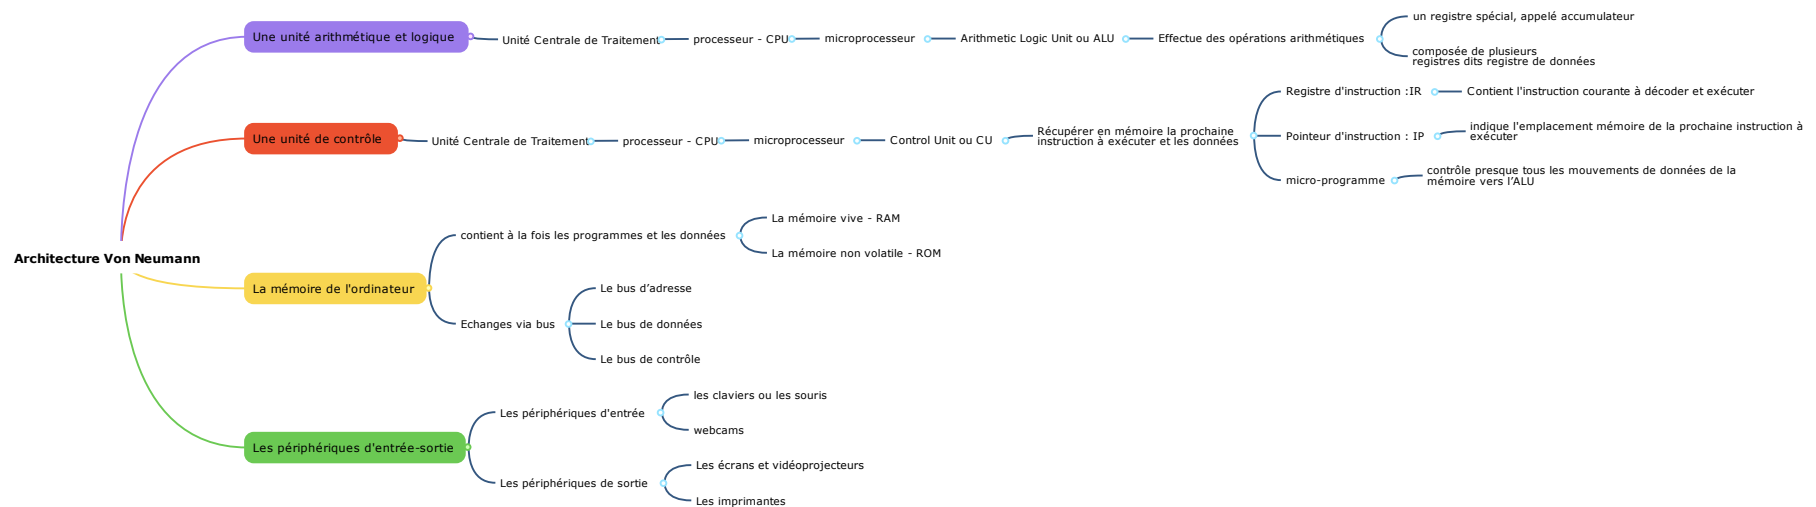 Architecture Von Neumann
Une unité arithmétique et logique
Unité Centrale de Traitement
processeur - CPU
microprocesseur
Arithmetic Logic Unit ou ALU
Effectue des opérations arithmétiques
un registre spécial, appelé accumulateur
composée de plusieurs
registres dits registre de données
Une unité de contrôle
Unité Centrale de Traitement
processeur - CPU
microprocesseur
Control Unit ou CU
Récupérer en mémoire la prochaine
instruction à exécuter et les données
Registre d'instruction :IR
Contient l'instruction courante à décoder et exécuter
Pointeur d'instruction : IP
indique l'emplacement mémoire de la prochaine instruction à
exécuter
micro-programme
contrôle presque tous les mouvements de données de la
mémoire vers l’ALU
La mémoire de l'ordinateur
contient à la fois les programmes et les données
La mémoire vive - RAM
La mémoire non volatile - ROM
Echanges via bus
Le bus d’adresse
Le bus de données
Le bus de contrôle
Les périphériques d'entrée-sortie
Les périphériques d'entrée
les claviers ou les souris
webcams
Les périphériques de sortie
Les écrans et vidéoprojecteurs
Les imprimantes